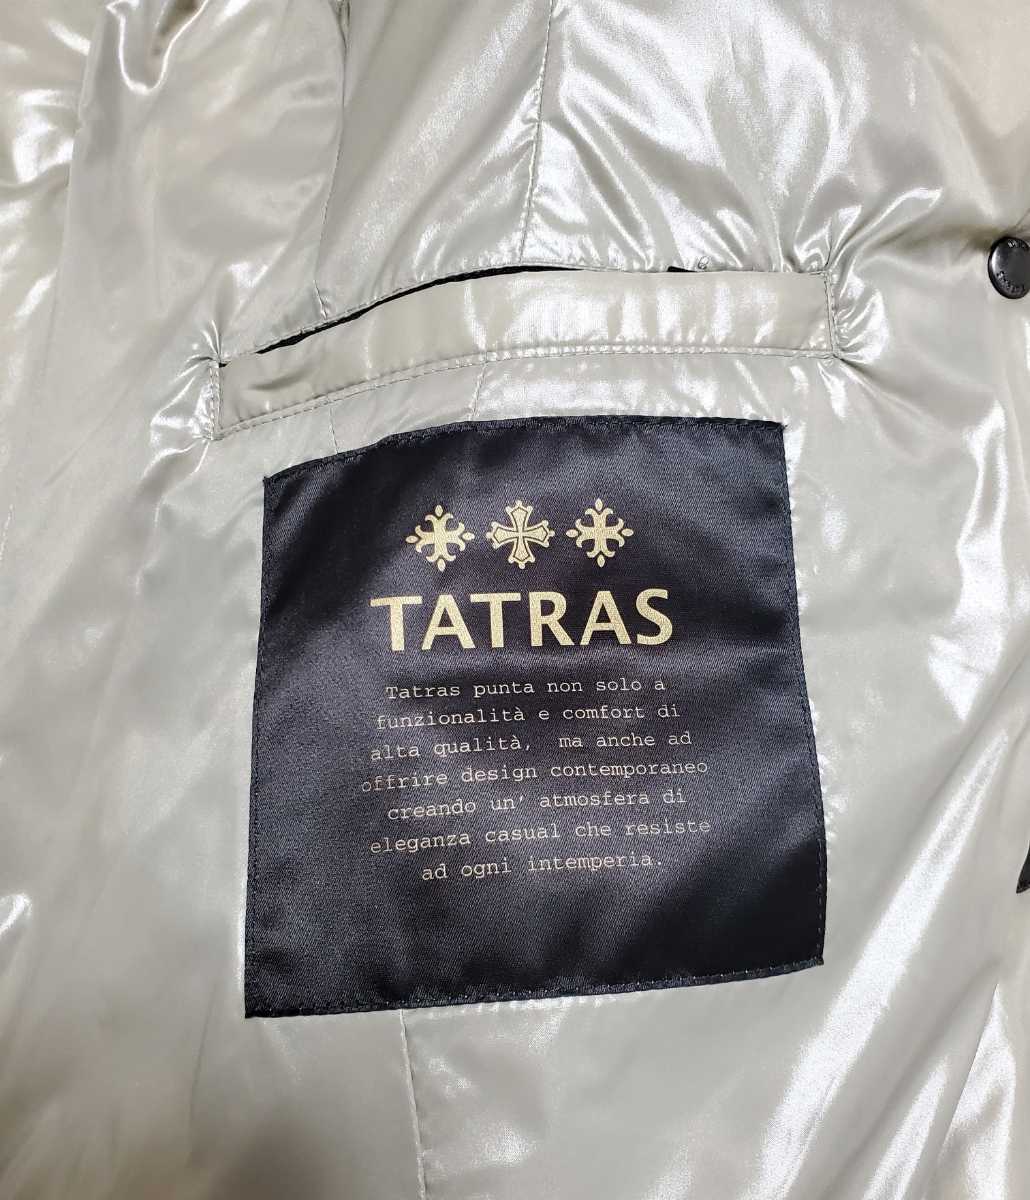 TATRAS
Tatras punta non solo a
funzionalità e comfort di
alta qualità, ma anche ad
offrire design contemporaneo
creando un' atmosfera di
eleganza casual che resiste
ad ogni intemperia.